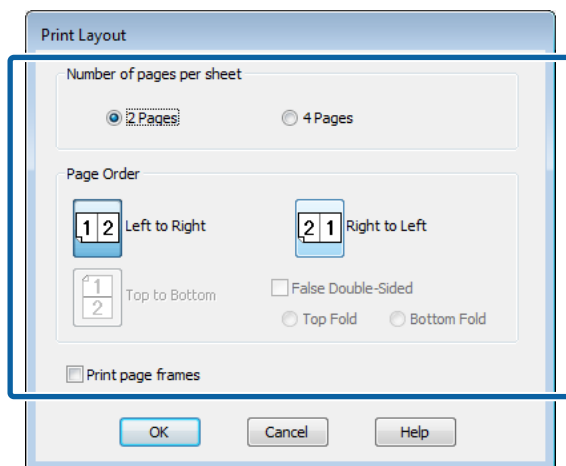 Print Layout
Number of pages per sheet
2 Pages 4 Pages
Page Order
1 2 Left to Right 2 1 Right to Left
1
2
Top to Bottom False Double-Sided
Top Fold Bottom Fold
Print page frames
OK Cancel Help